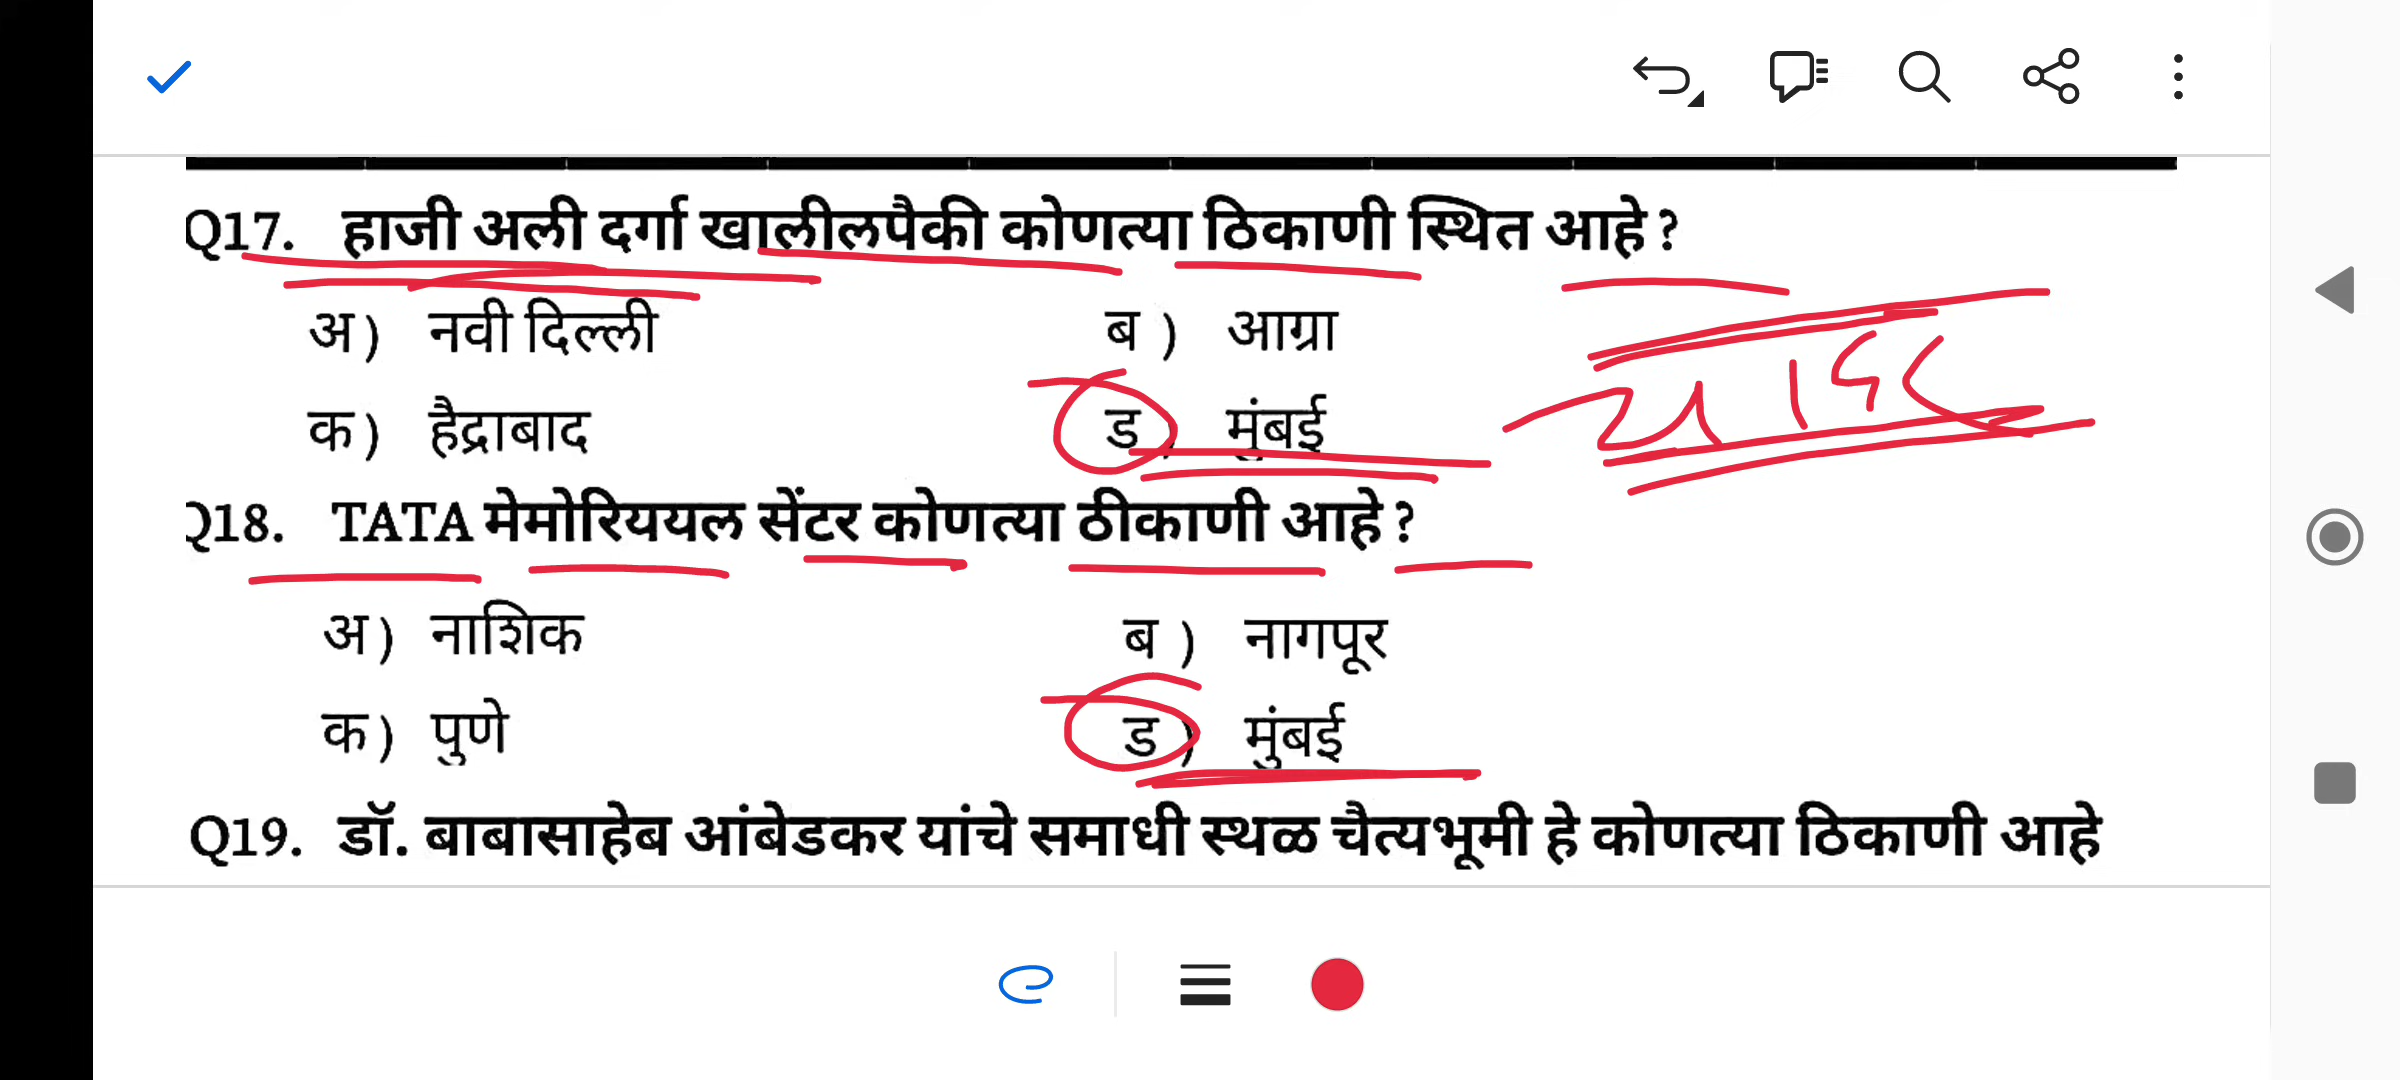 Q17. हाजी अली दर्गा खालीलपैकी कोणत्या ठिकाणी स्थित आहे ?
अ ) नवी दिल्ली ब ) आग्रा
क ) हैद्राबाद ड ) मुंबई
Q18. TATA मेमोरिययल सेंटर कोणत्या ठीकाणी आहे ?
अ ) नाशिक ब ) नागपूर
क ) पुणे ड ) मुंबई
Q19. डॉ. बाबासाहेब आंबेडकर यांचे समाधी स्थळ चैत्यभूमी हे कोणत्या ठिकाणी आहे